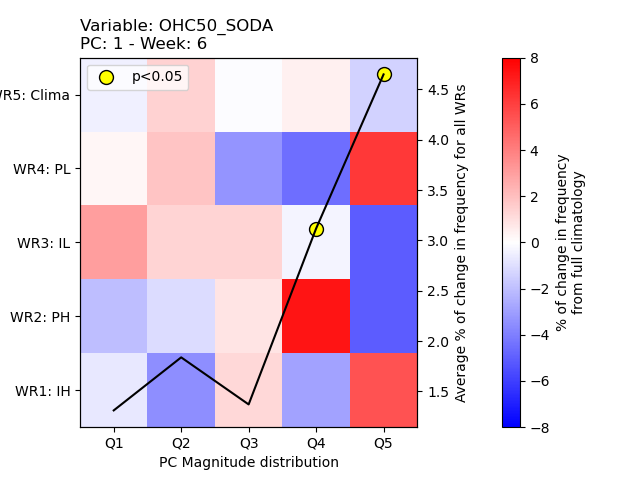 Variable: OHC50_SODA
PC: 1 - Week: 6
p<0.05
WR5: Clima
WR4: PL
WR3: IL
WR2: PH
WR1: IH
Q1 Q2 Q3 Q4 Q5
PC Magnitude distribution
4.5
4.0
3.5
3.0
2.5
2.0
1.5
Average % of change in frequency for all WRs
8
6
4
2
0
−2
−4
−6
−8
% of change in frequency
from full climatology